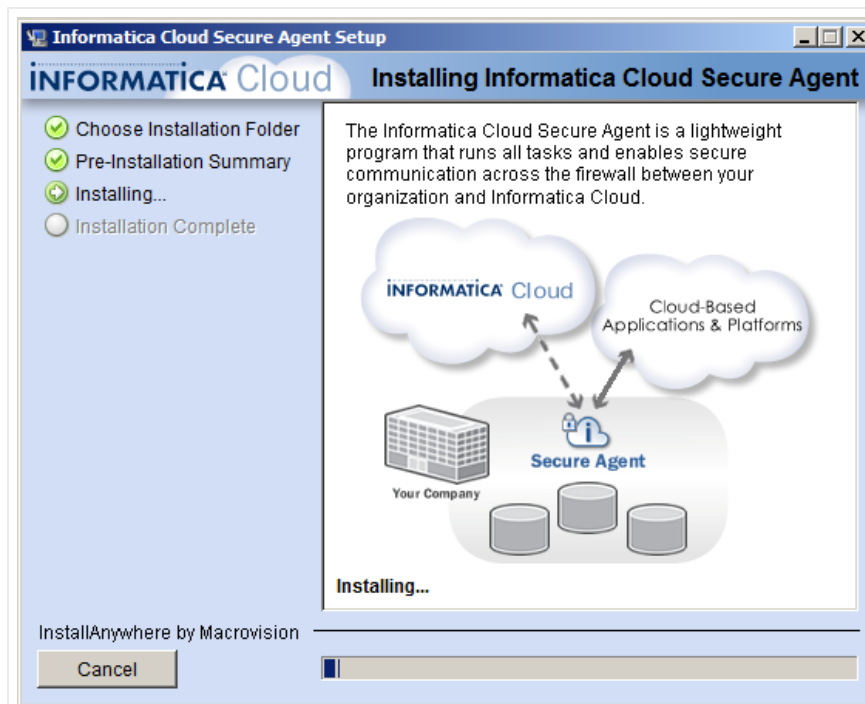 Informatica Cloud Secure Agent Setup
INFORMATICA Cloud
Installing Informatica Cloud Secure Agent
Choose Installation Folder
Pre-Installation Summary
Installing...
Installation Complete
The Informatica Cloud Secure Agent is a lightweight
program that runs all tasks and enables secure
communication across the firewall between your
organization and Informatica Cloud.
INFORMATICA Cloud
Cloud-Based
Applications & Platforms
Secure Agent
Your Company
Installing...
InstallAnywhere by Macrovision
Cancel